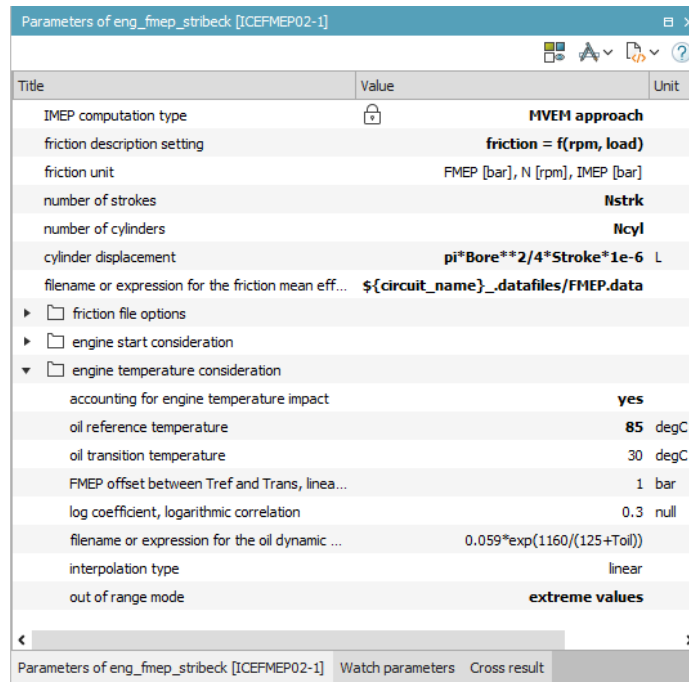 Parameters of eng_fmep_stribeck [ICEFMEP02-1]
Title Value Unit
IMEP computation type MVEM approach
friction description setting friction = f(rpm, load)
friction unit FMEP [bar], N [rpm], IMEP [bar]
number of strokes Nstrk
number of cylinders Ncyl
cylinder displacement pi*Bore**2/4*Stroke*1e-6 L
filename or expression for the friction mean eff... ${circuit_name}_.datafiles/FMEP.data
friction file options
engine start consideration
engine temperature consideration
accounting for engine temperature impact yes
oil reference temperature 85 degC
oil transition temperature 30 degC
FMEP offset between Tref and Trans, linea... 1 bar
log coefficient, logarithmic correlation 0.3 null
filename or expression for the oil dynamic ... 0.059*exp(1160/(125+Toil))
interpolation type linear
out of range mode extreme values
Parameters of eng_fmep_stribeck [ICEFMEP02-1] Watch parameters Cross result